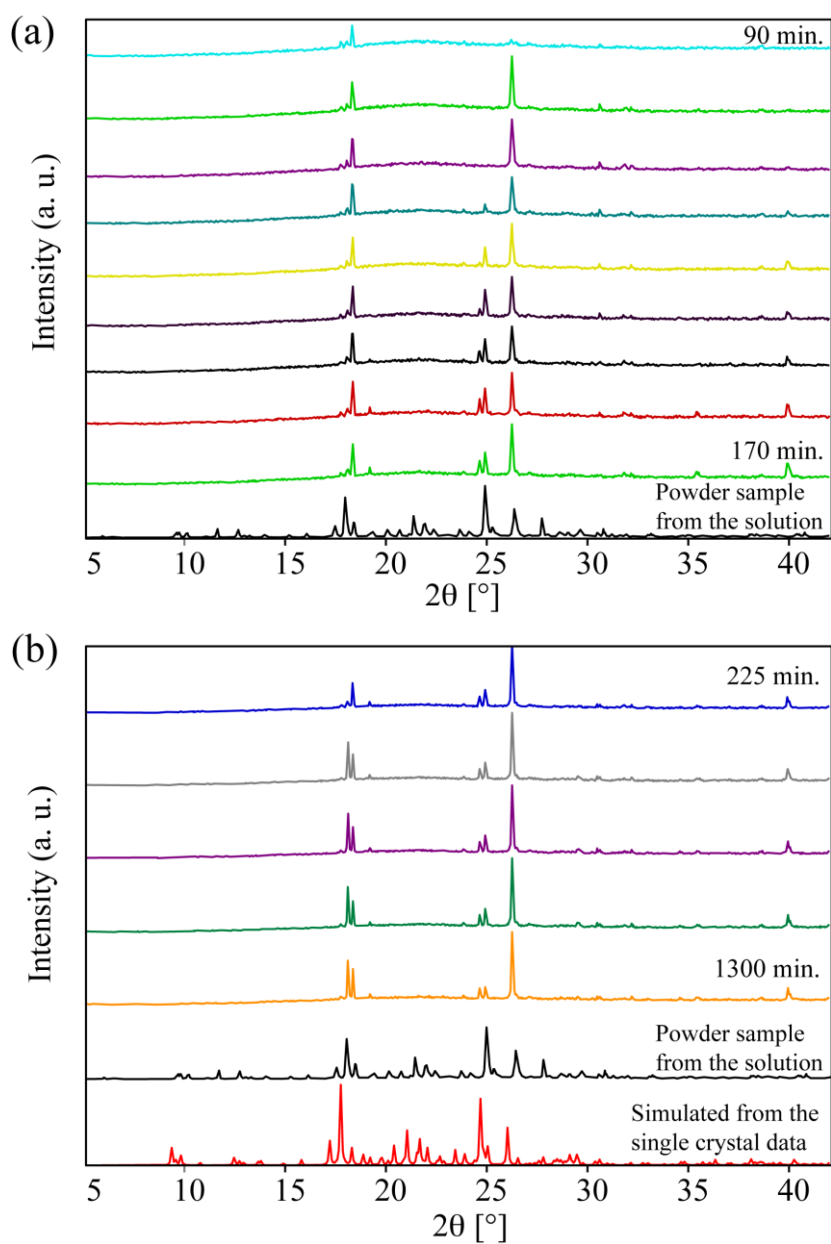 (a)
90 min.
Intensity (a. u.)
170 min.
Powder sample
from the solution
5 10 15 20 25 30 35 40
2θ [°]
(b)
225 min.
Intensity (a. u.)
1300 min.
Powder sample
from the solution
Simulated from the
single crystal data
5 10 15 20 25 30 35 40
2θ [°]